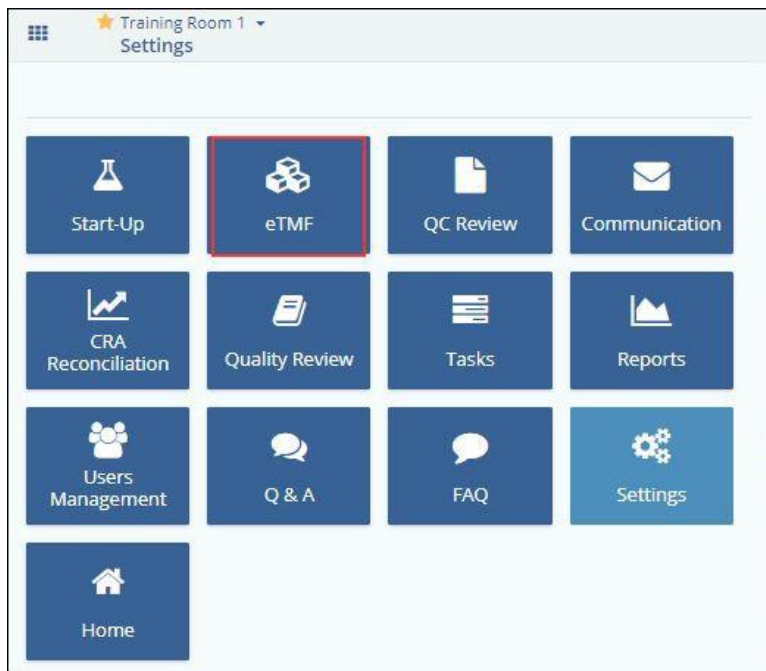 Training Room 1
Settings
Start-Up
eTMF
QC Review
Communication
CRA
Reconciliation
Quality Review
Tasks
Reports
Users
Management
Q & A
FAQ
Settings
Home